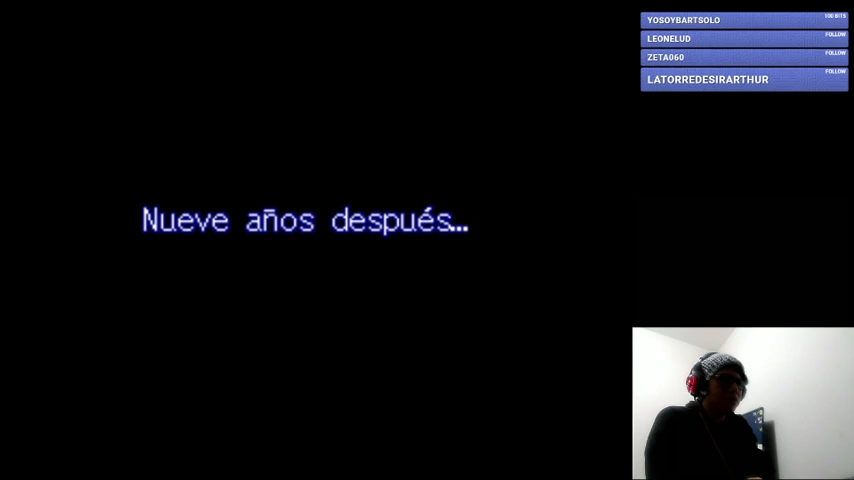 YOSOYBARTSOLO
100 BITS
LEONELUD
FOLLOW
ZETA060
FOLLOW
LATORREDESIRARTHUR
FOLLOW
Nueve años después...